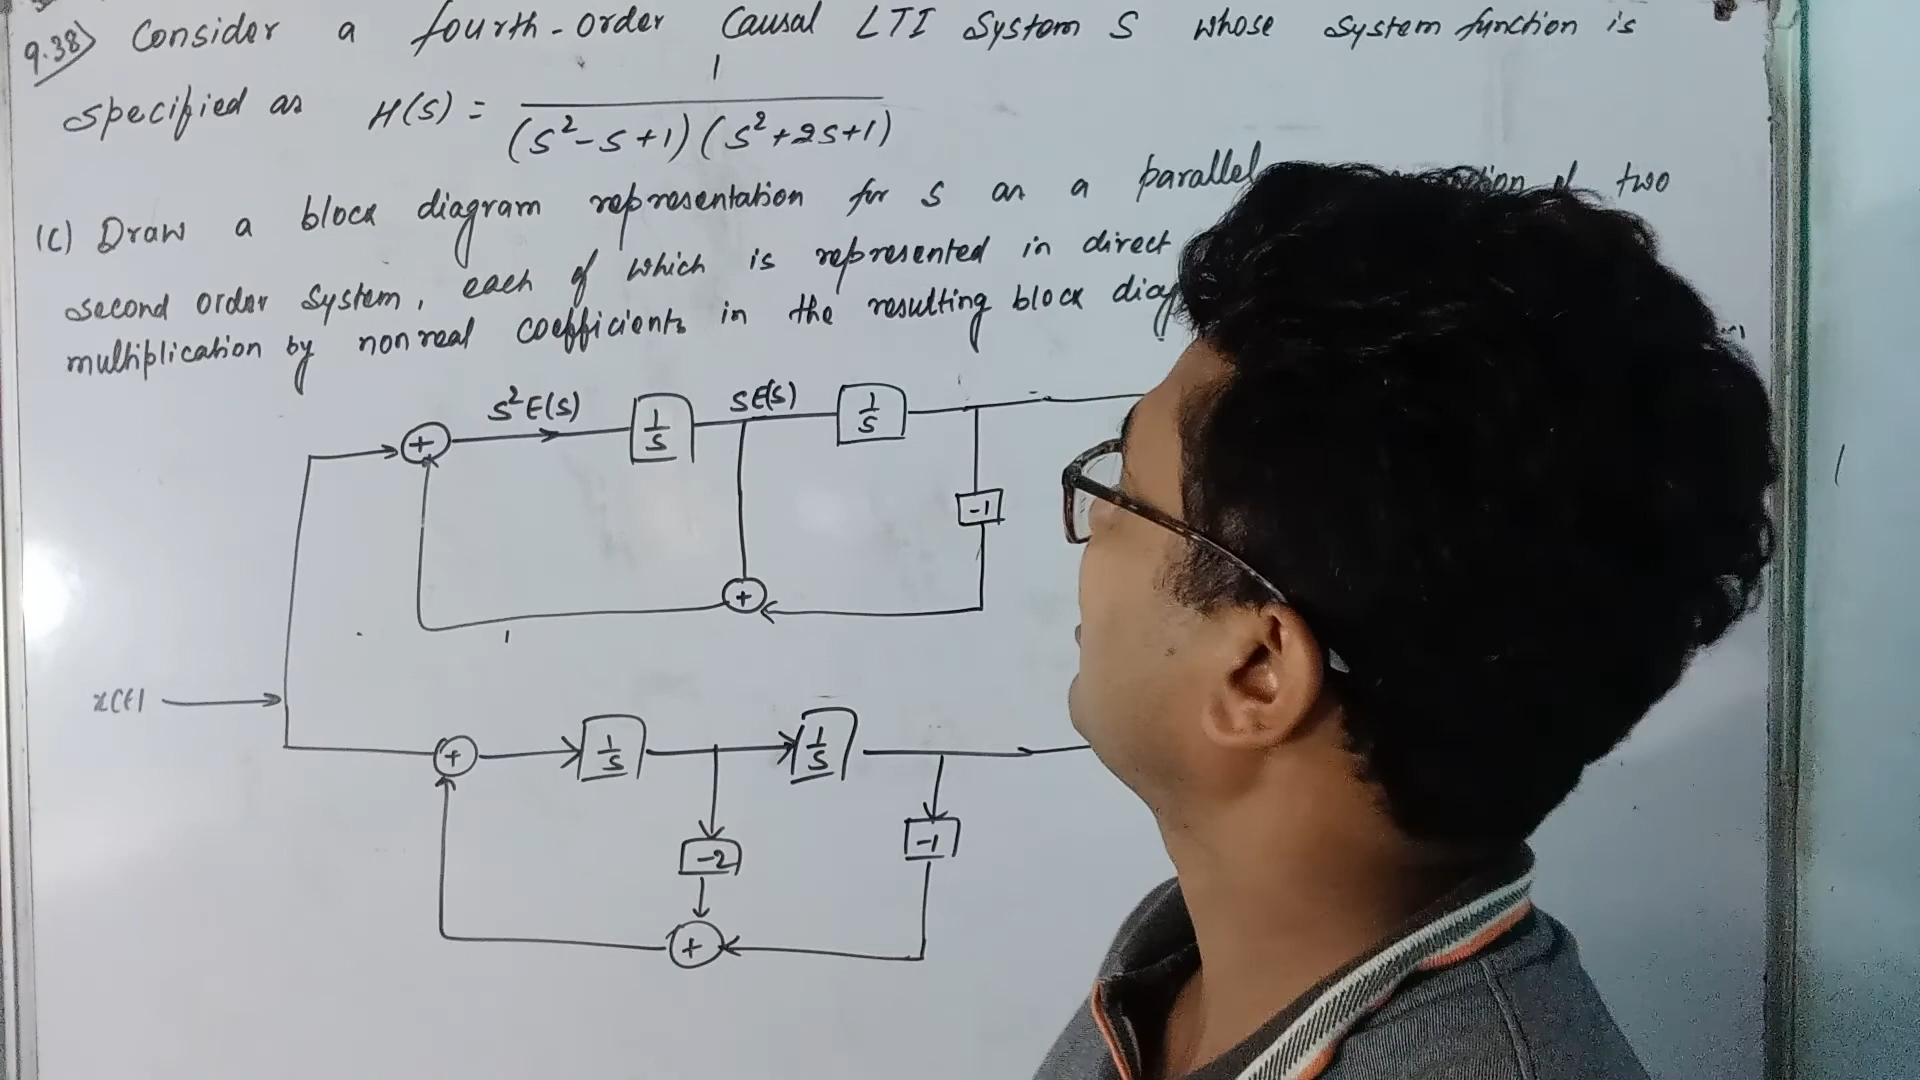 9.38) Consider a fourth-order Causal LTI System S whose system function is
specified as H(s) = 1
(s²-s+1)(s²+2s+1)
(c) Draw a block diagram representation for S as a parallel two
second order system, each of which is represented in direct
multiplication by nonreal coefficients in the resulting block
s²E(s) SE(s)
+ 1/s 1/s
-1
+
x(t)
+ 1/s 1/s
-2 -1
+